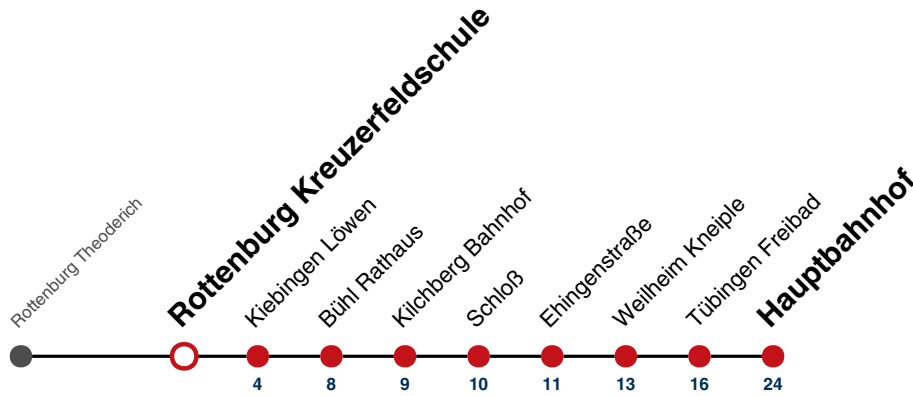 Rottenburg Theoderich
Rottenburg Kreuzerfeldschule
Kiebingen Löwen
Bühl Rathaus
Kilchberg Bahnhof
Schloß
Ehingenstraße
Weilheim Kneiple
Tübingen Freibad
Hauptbahnhof
4 8 9 10 11 13 16 24